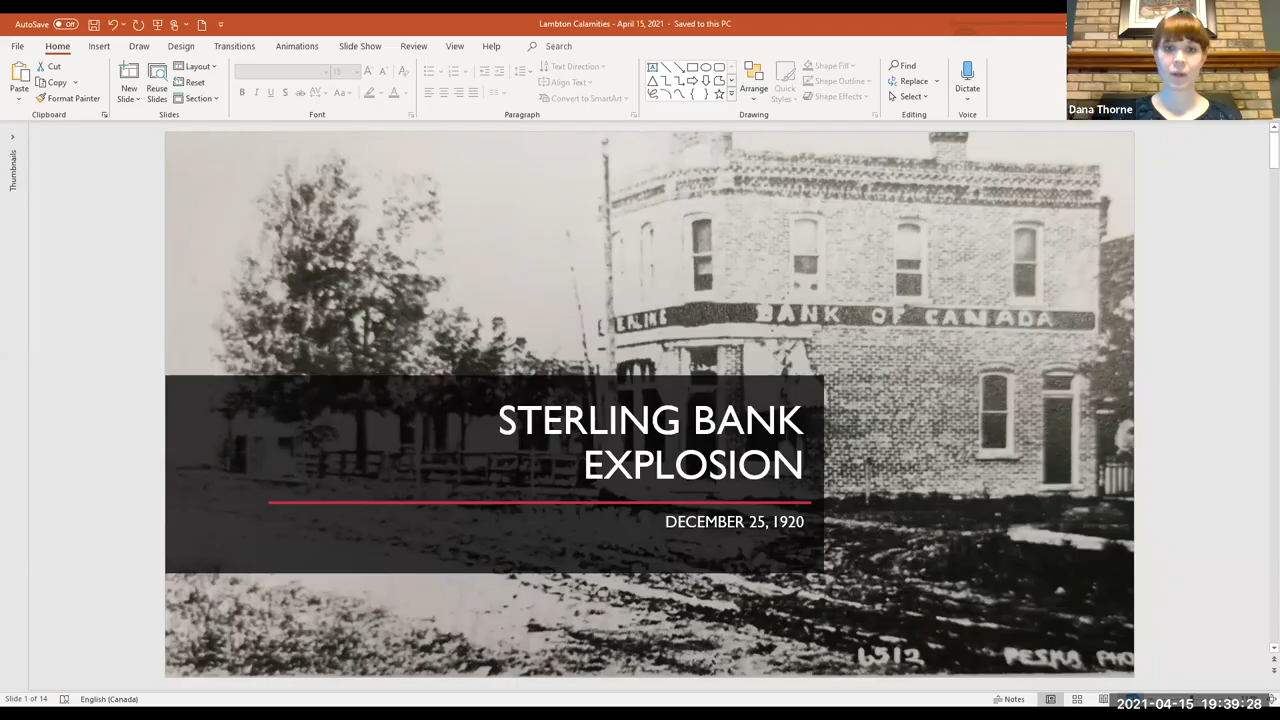 AutoSave Off
Lambton Calamities - April 15, 2021 - Saved to this PC
File Home Insert Draw Design Transitions Animations Slide Show Review View Help Search
Paste
Cut
Copy
Format Painter
Clipboard
New Slide
Reuse Slides
Layout
Reset
Section
Slides
18
B I U S ab AV Aa A
Font
Text Direction
Align Text
Convert to SmartArt
Paragraph
Arrange
Quick Styles
Shape Fill
Shape Outline
Shape Effects
Drawing
Find
Replace
Select
Editing
Dictate
Voice
Dana Thorne
Thumbnails
BANK OF CANADA
STERLING BANK
EXPLOSION
DECEMBER 25, 1920
Slide 1 of 14
English (Canada)
Notes
2021-04-15 19:39:28